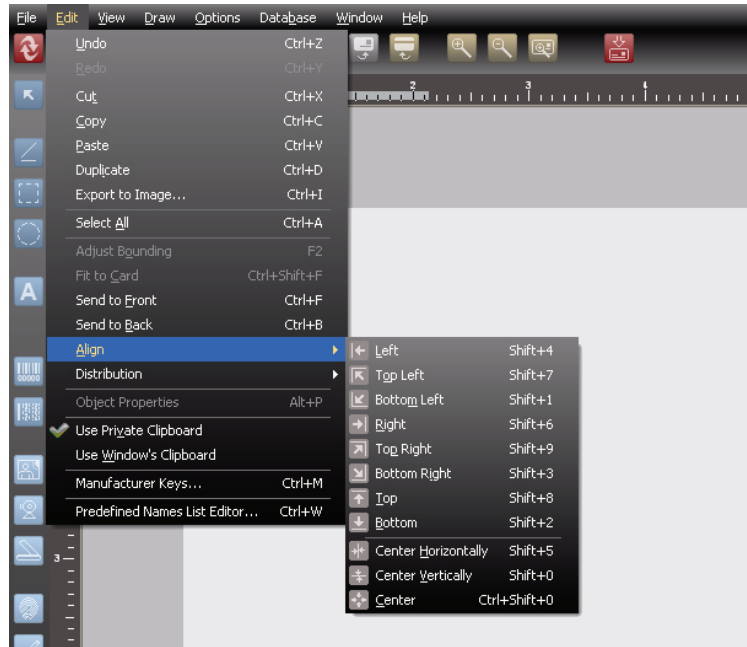 File Edit View Draw Options Database Window Help
Undo Ctrl+Z
Redo Ctrl+Y
Cut Ctrl+X
Copy Ctrl+C
Paste Ctrl+V
Duplicate Ctrl+D
Export to Image... Ctrl+I
Select All Ctrl+A
Adjust Bounding F2
Fit to Card Ctrl+Shift+F
Send to Front Ctrl+F
Send to Back Ctrl+B
Align
Distribution
Object Properties Alt+P
Use Private Clipboard
Use Window's Clipboard
Manufacturer Keys... Ctrl+M
Predefined Names List Editor... Ctrl+W
Left Shift+4
Top Left Shift+7
Bottom Left Shift+1
Right Shift+6
Top Right Shift+9
Bottom Right Shift+3
Top Shift+8
Bottom Shift+2
Center Horizontally Shift+5
Center Vertically Shift+0
Center Ctrl+Shift+0
2 3
A
00000
3